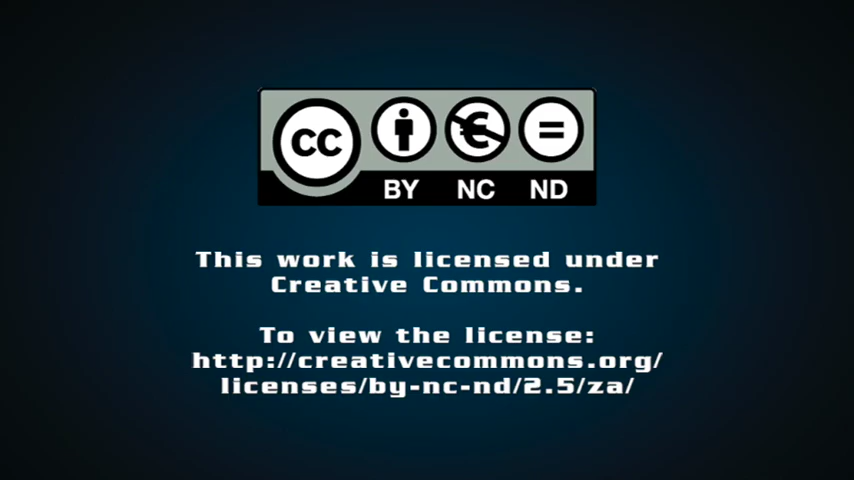 CC
BY NC ND
This work is licensed under
Creative Commons.
To view the license:
http://creativecommons.org/
licenses/by-nc-nd/2.5/za/